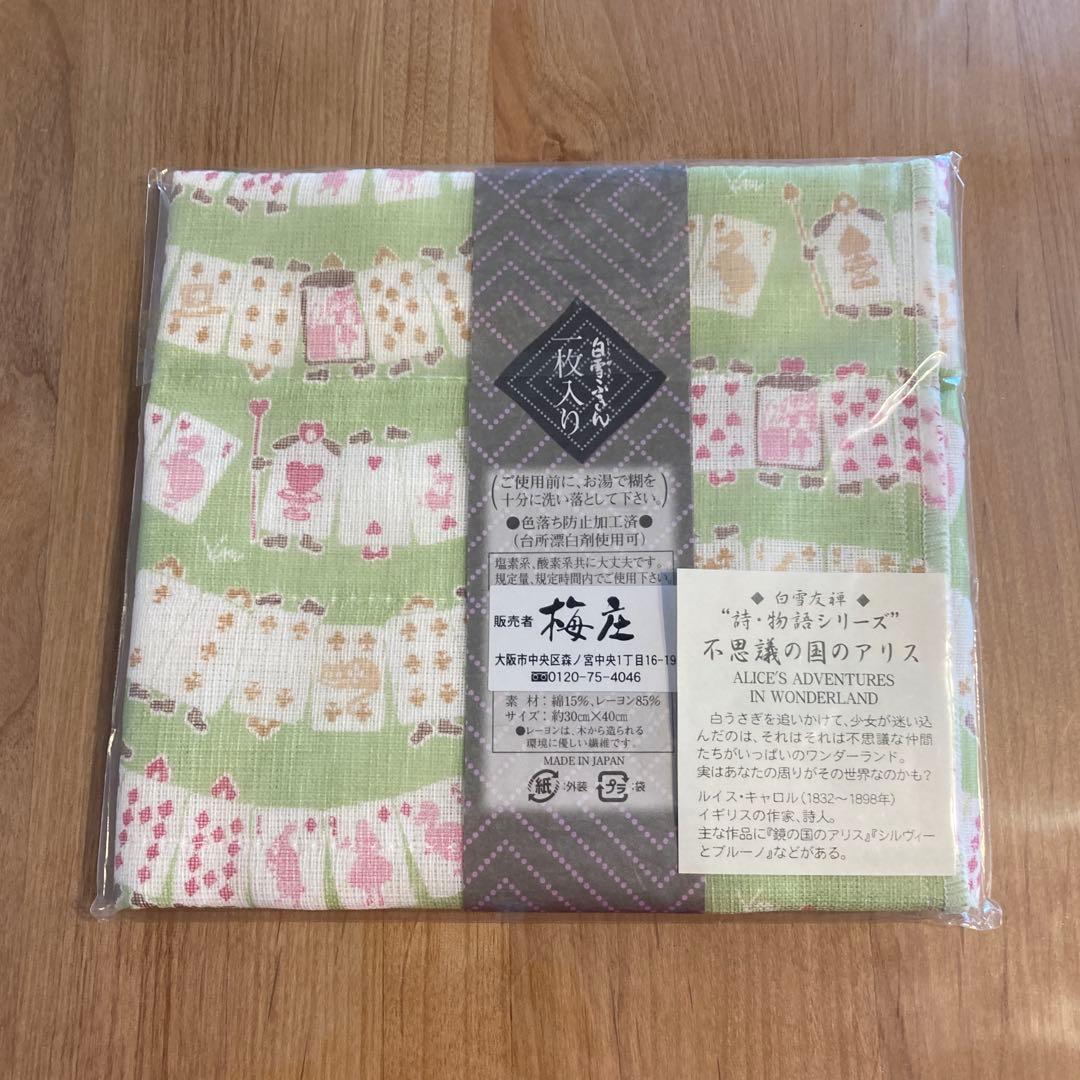 白雪ふきん
一枚入り
(ご使用前に、お湯で糊を
十分に洗い落として下さい。)
●色落ち防止加工済●
(台所漂白剤使用可)
塩素系、酸素系共に大丈夫です。
規定量、規定時間内でご使用下さい。
販売者 梅庄
大阪市中央区森ノ宮中央1丁目16-19
0120-75-4046
素 材：綿15%、レーヨン85%
サイズ：約30cm×40cm
●レーヨンは、木から造られる
環境に優しい繊維です。
MADE IN JAPAN
紙:外装 プラ:袋
◆ 白雪友禅 ◆
“詩・物語シリーズ”
不思議の国のアリス
ALICE'S ADVENTURES
IN WONDERLAND
白うさぎを追いかけて、少女が迷い込
んだのは、それはそれは不思議な仲間
たちがいっぱいのワンダーランド。
実はあなたの周りがその世界なのかも？
ルイス・キャロル(1832〜1898年)
イギリスの作家、詩人。
主な作品に『鏡の国のアリス』『シルヴィー
とブルーノ』などがある。